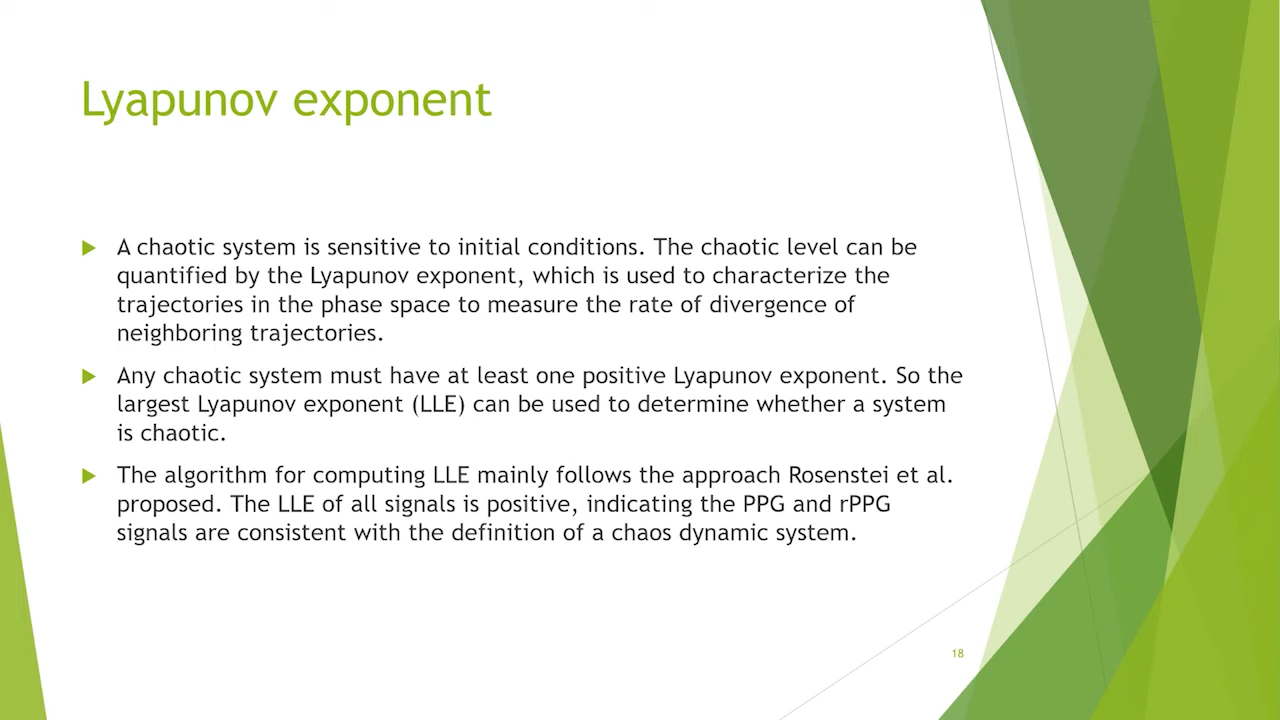 Lyapunov exponent
A chaotic system is sensitive to initial conditions. The chaotic level can be
quantified by the Lyapunov exponent, which is used to characterize the
trajectories in the phase space to measure the rate of divergence of
neighboring trajectories.
Any chaotic system must have at least one positive Lyapunov exponent. So the
largest Lyapunov exponent (LLE) can be used to determine whether a system
is chaotic.
The algorithm for computing LLE mainly follows the approach Rosenstei et al.
proposed. The LLE of all signals is positive, indicating the PPG and rPPG
signals are consistent with the definition of a chaos dynamic system.
18